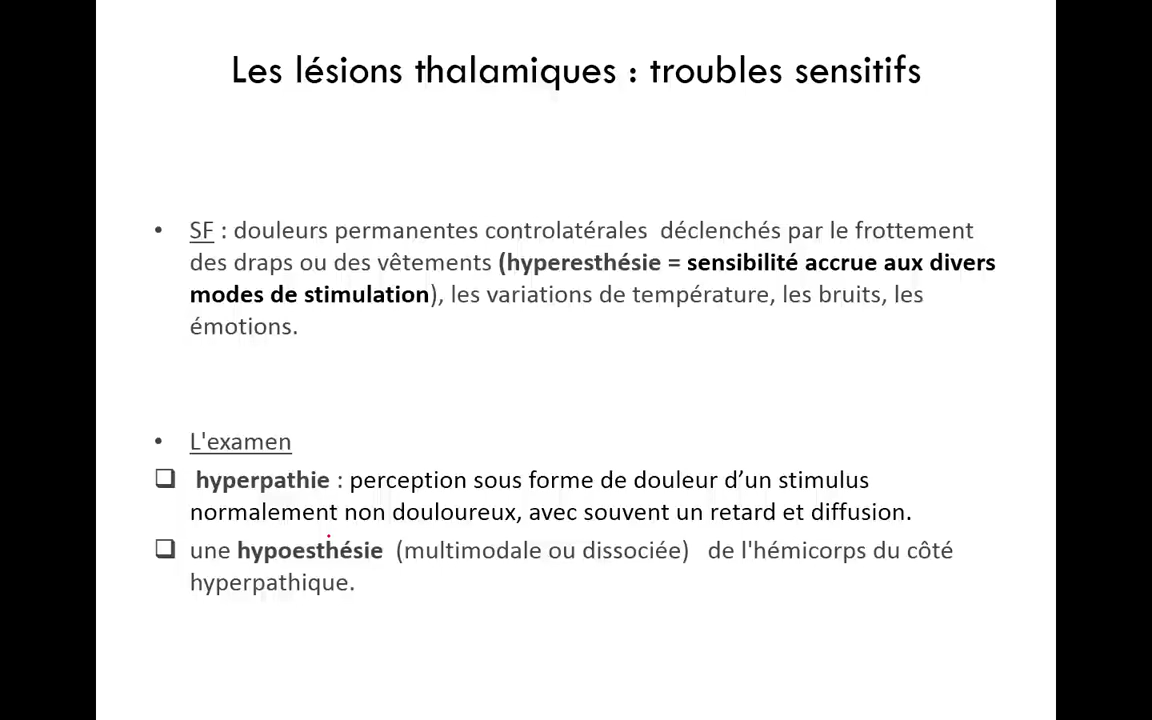 Les lésions thalamiques : troubles sensitifs
• SF : douleurs permanentes controlatérales déclenchés par le frottement
des draps ou des vêtements (hyperesthésie = sensibilité accrue aux divers
modes de stimulation), les variations de température, les bruits, les
émotions.
• L'examen
❑ hyperpathie : perception sous forme de douleur d’un stimulus
normalement non douloureux, avec souvent un retard et diffusion.
❑ une hypoesthésie (multimodale ou dissociée) de l'hémicorps du côté
hyperpathique.